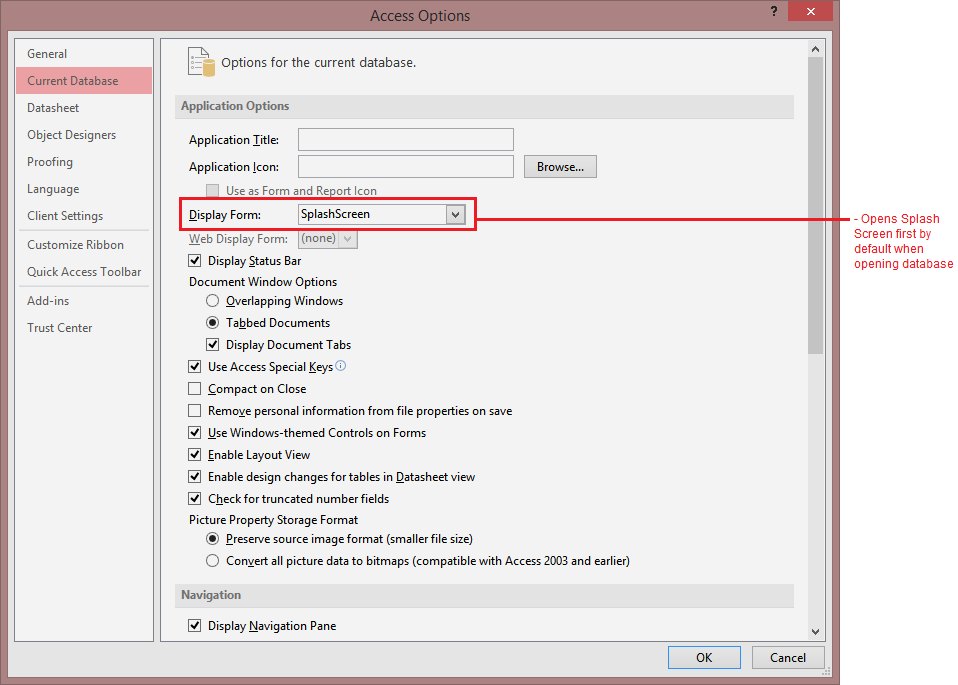 Access Options
?
General
Current Database
Datasheet
Object Designers
Proofing
Language
Client Settings
Customize Ribbon
Quick Access Toolbar
Add-ins
Trust Center
Options for the current database.
Application Options
Application Title:
Application Icon:
Browse...
Use as Form and Report Icon
Display Form: SplashScreen
Web Display Form: (none)
Display Status Bar
Document Window Options
Overlapping Windows
Tabbed Documents
Display Document Tabs
Use Access Special Keys
Compact on Close
Remove personal information from file properties on save
Use Windows-themed Controls on Forms
Enable Layout View
Enable design changes for tables in Datasheet view
Check for truncated number fields
Picture Property Storage Format
Preserve source image format (smaller file size)
Convert all picture data to bitmaps (compatible with Access 2003 and earlier)
Navigation
Display Navigation Pane
OK
Cancel
- Opens Splash
Screen first by
default when
opening database